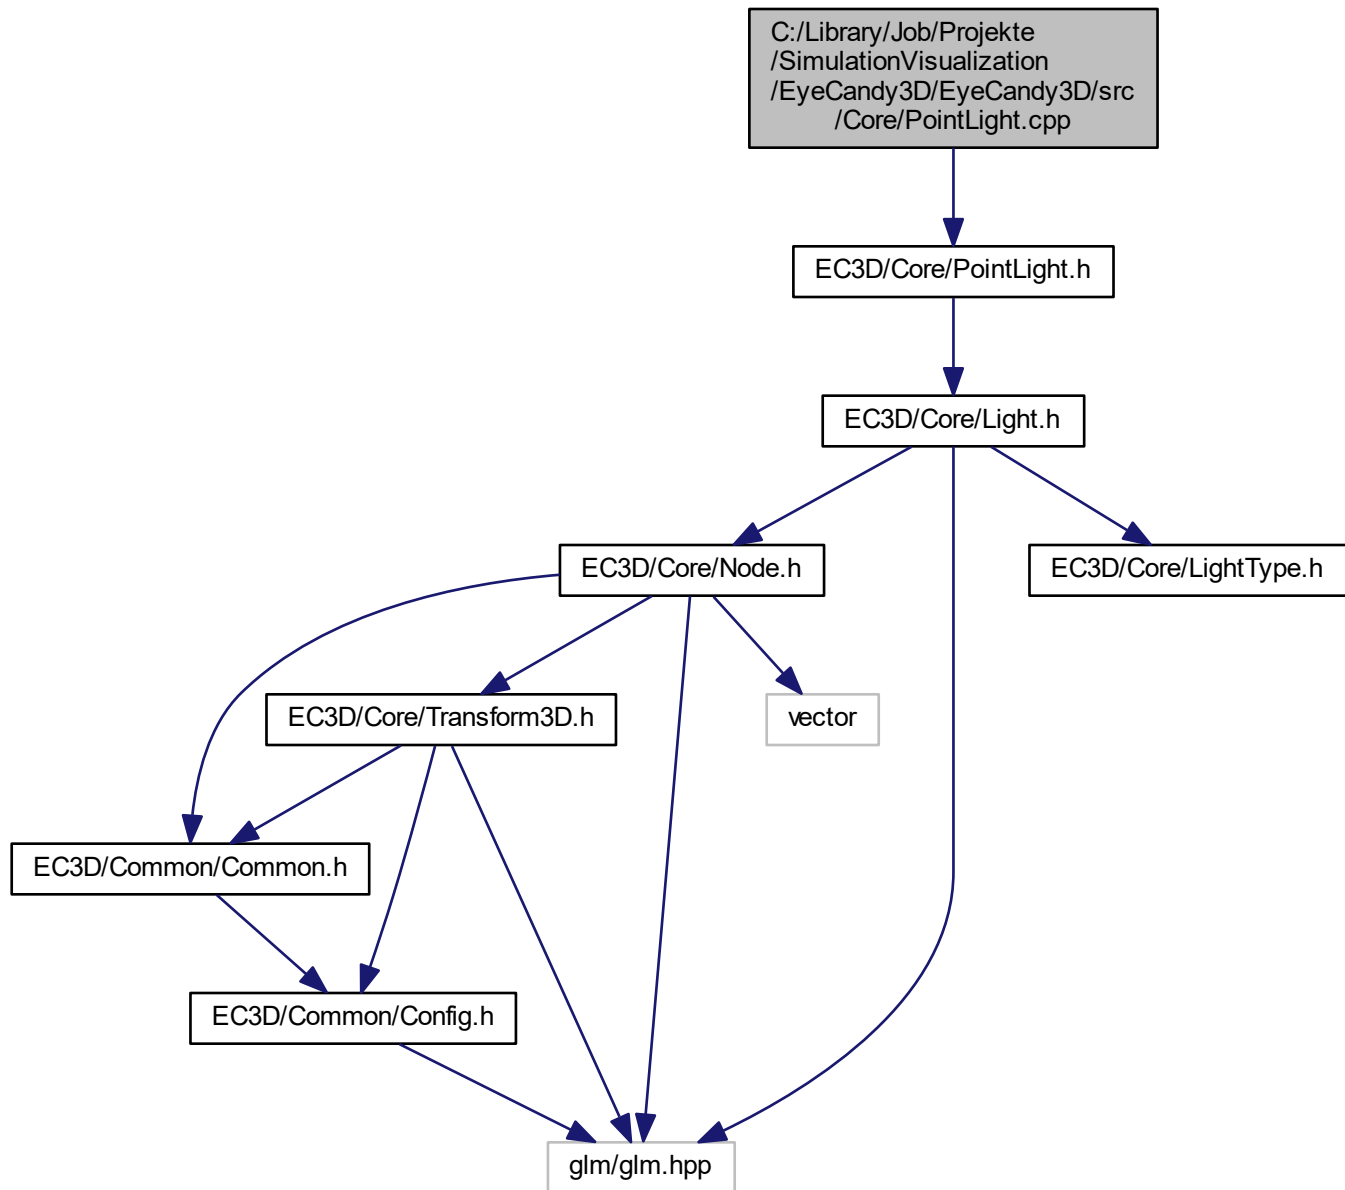 C:/Library/Job/Projekte
/SimulationVisualization
/EyeCandy3D/EyeCandy3D/src
/Core/PointLight.cpp
EC3D/Core/PointLight.h
EC3D/Core/Light.h
EC3D/Core/Node.h
EC3D/Core/LightType.h
EC3D/Core/Transform3D.h
vector
EC3D/Common/Common.h
EC3D/Common/Config.h
glm/glm.hpp